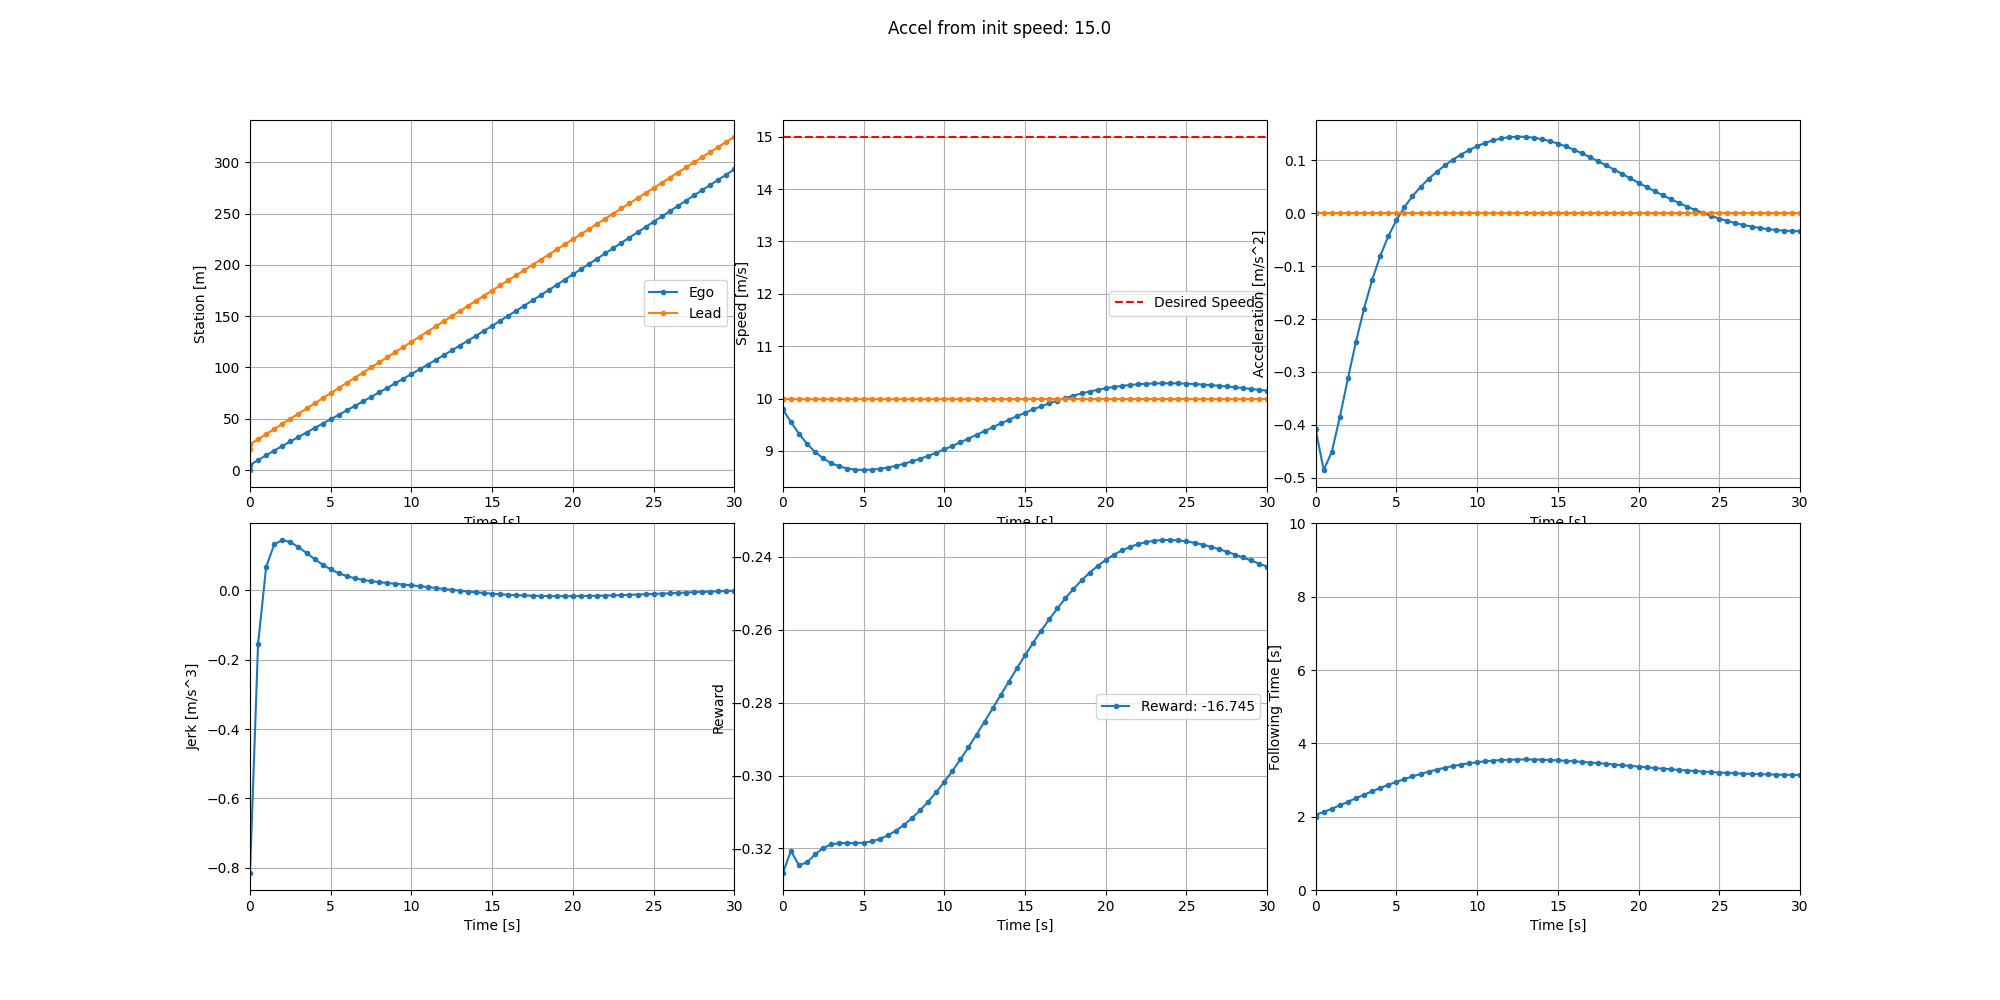 Accel from init speed: 15.0
Station [m]
300
250
200
150
100
50
0
0 5 10 15 20 25 30
Time [s]
Ego
Lead
Speed [m/s]
15
14
13
12
11
10
9
0 5 10 15 20 25 30
Time [s]
Desired Speed
Acceleration [m/s^2]
0.1
0.0
−0.1
−0.2
−0.3
−0.4
−0.5
0 5 10 15 20 25 30
Time [s]
Jerk [m/s^3]
0.0
−0.2
−0.4
−0.6
−0.8
0 5 10 15 20 25 30
Time [s]
Reward
−0.24
−0.26
−0.28
−0.30
−0.32
0 5 10 15 20 25 30
Time [s]
Reward: -16.745
Following Time [s]
10
8
6
4
2
0
0 5 10 15 20 25 30
Time [s]